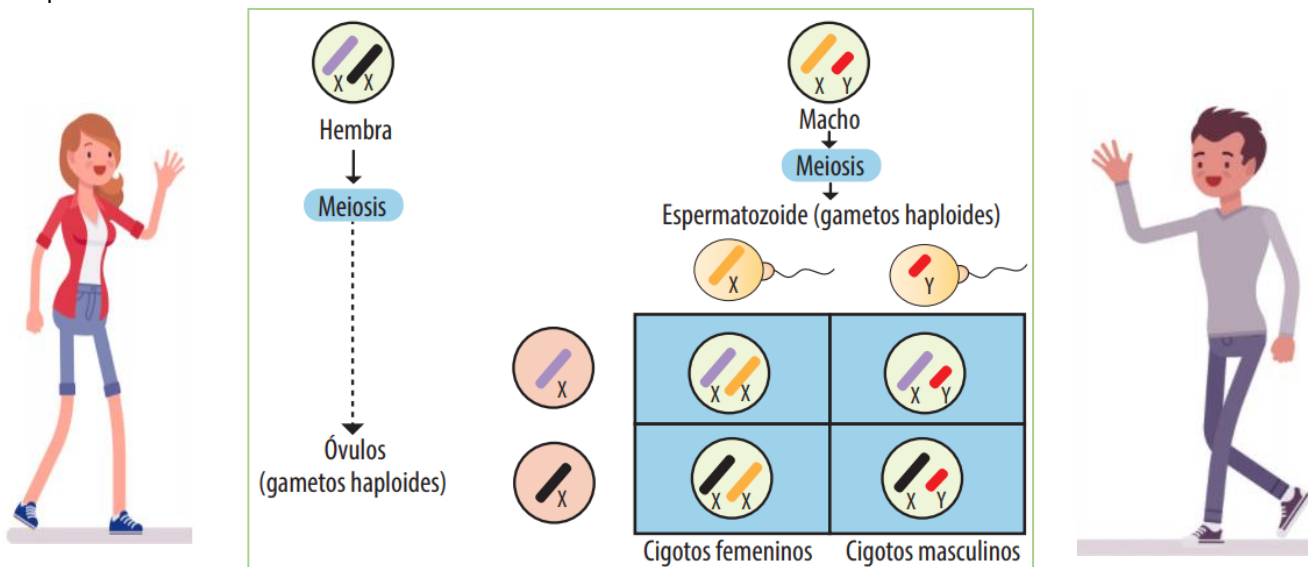 X X
Hembra
Meiosis
Óvulos
(gametos haploides)
X Y
Macho
Meiosis
Espermatozoide (gametos haploides)
X
Y
X
X X
X Y
X
X X
X Y
Cigotos femeninos
Cigotos masculinos